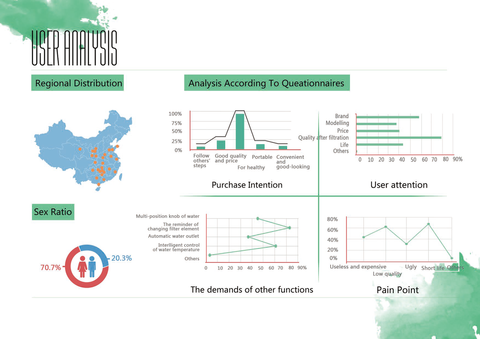 USER ANALYSIS
Regional Distribution
Analysis According To Queationnaires
100%
75%
50%
25%
0%
Follow others' steps
Good quality and price
For healthy
Portable
Convenient and good-looking
Purchase Intention
Brand
Modelling
Price
Quality after filtration
Life
Others
0 10 20 30 40 50 60 70 80 90%
User attention
Sex Ratio
70.7%
20.3%
Multi-position knob of water
The reminder of changing filter element
Automatic water outlet
Intelligent control of water temperature
Others
0 10 20 30 40 50 60 70 80 90%
The demands of other functions
80%
60%
40%
20%
0%
Useless and expensive
Low quality
Ugly
Short life
Others
Pain Point